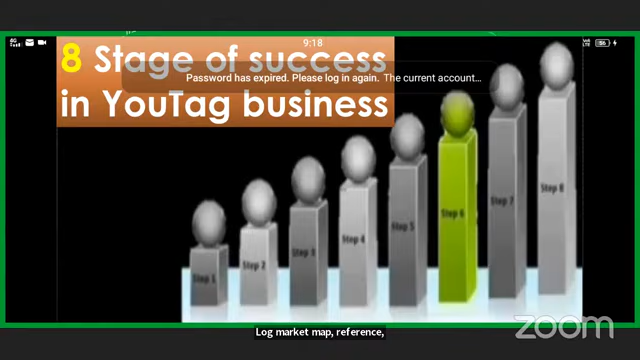 9:18
8 Stage of success
Password has expired. Please log in again. The current account...
in YouTag business
Step 1
Step 2
Step 3
Step 4
Step 5
Step 6
Step 7
Step 8
Log market map, reference,
zoom